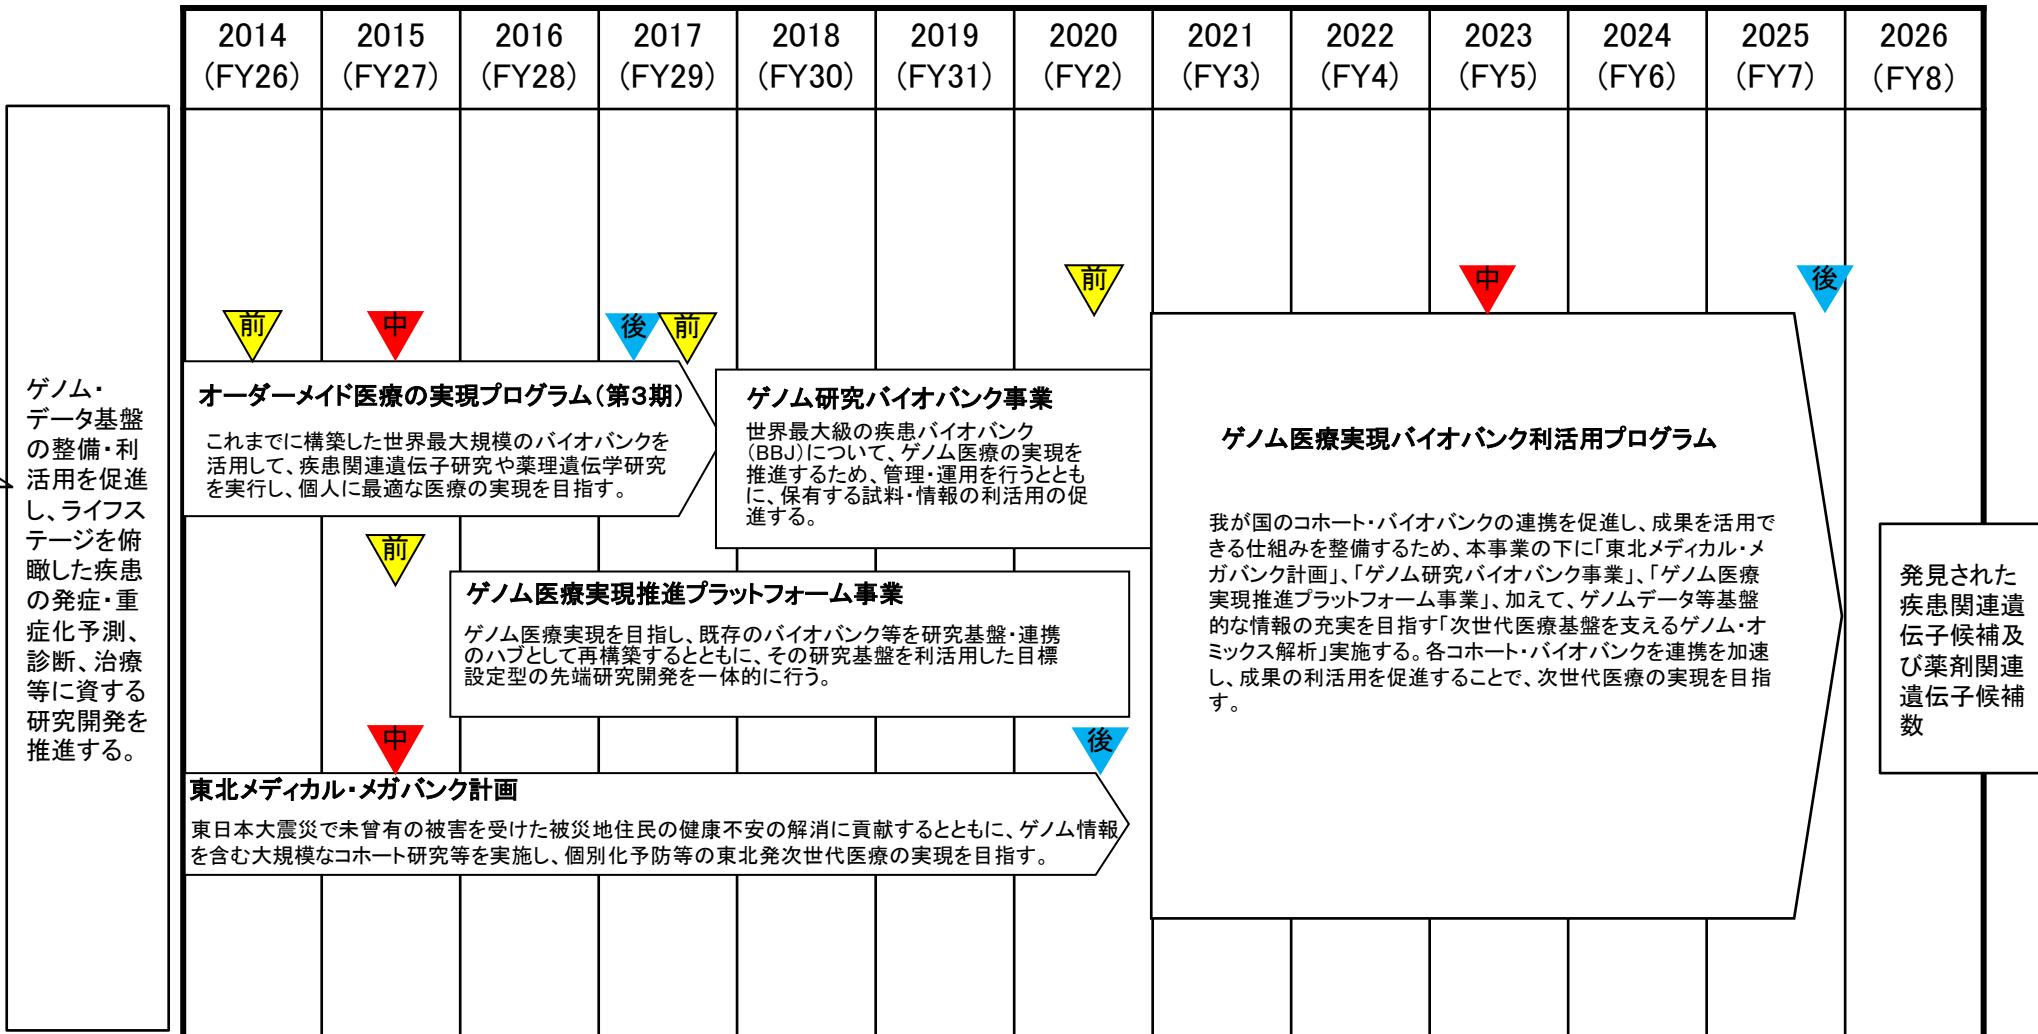 2014
(FY26)
2015
(FY27)
2016
(FY28)
2017
(FY29)
2018
(FY30)
2019
(FY31)
2020
(FY2)
2021
(FY3)
2022
(FY4)
2023
(FY5)
2024
(FY6)
2025
(FY7)
2026
(FY8)
ゲノム・
データ基盤
の整備・利
活用を促進
し、ライフス
テージを俯
瞰した疾患
の発症・重
症化予測、
診断、治療
等に資する
研究開発を
推進する。
前
中
後
前
前
中
後
オーダーメイド医療の実現プログラム(第3期)
これまでに構築した世界最大規模のバイオバンクを
活用して、疾患関連遺伝子研究や薬理遺伝学研究
を実行し、個人に最適な医療の実現を目指す。
ゲノム研究バイオバンク事業
世界最大級の疾患バイオバンク
(BBJ)について、ゲノム医療の実現を
推進するため、管理・運用を行うととも
に、保有する試料・情報の利活用の促
進する。
前
ゲノム医療実現推進プラットフォーム事業
ゲノム医療実現を目指し、既存のバイオバンク等を研究基盤・連携
のハブとして再構築するとともに、その研究基盤を利活用した目標
設定型の先端研究開発を一体的に行う。
中
後
東北メディカル・メガバンク計画
東日本大震災で未曾有の被害を受けた被災地住民の健康不安の解消に貢献するとともに、ゲノム情報
を含む大規模なコホート研究等を実施し、個別化予防等の東北発次世代医療の実現を目指す。
ゲノム医療実現バイオバンク利活用プログラム
我が国のコホート・バイオバンクの連携を促進し、成果を活用で
きる仕組みを整備するため、本事業の下に「東北メディカル・メ
ガバンク計画」、「ゲノム研究バイオバンク事業」、「ゲノム医療
実現推進プラットフォーム事業」、加えて、ゲノムデータ等基盤
的な情報の充実を目指す「次世代医療基盤を支えるゲノム・オ
ミックス解析」実施する。各コホート・バイオバンクを連携を加速
し、成果の利活用を促進することで、次世代医療の実現を目指
す。
発見された
疾患関連遺
伝子候補及
び薬剤関連
遺伝子候補
数